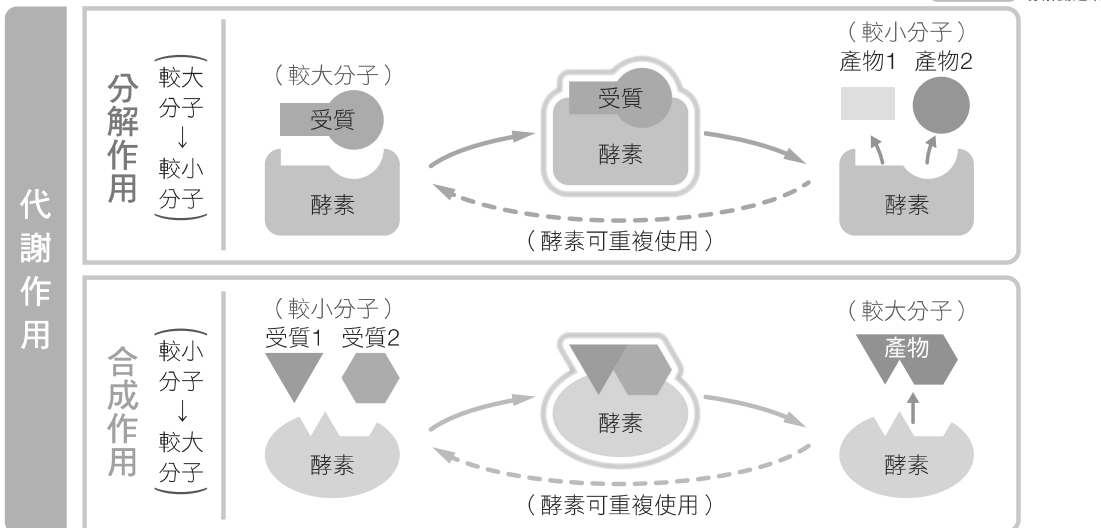 代謝作用
分解作用
（較大分子→較小分子）
（較大分子）
受質
酵素
受質
酵素
（較小分子）
產物1 產物2
酵素
（酵素可重複使用）
合成作用
（較小分子→較大分子）
（較小分子）
受質1 受質2
酵素
酵素
（較大分子）
產物
酵素
（酵素可重複使用）